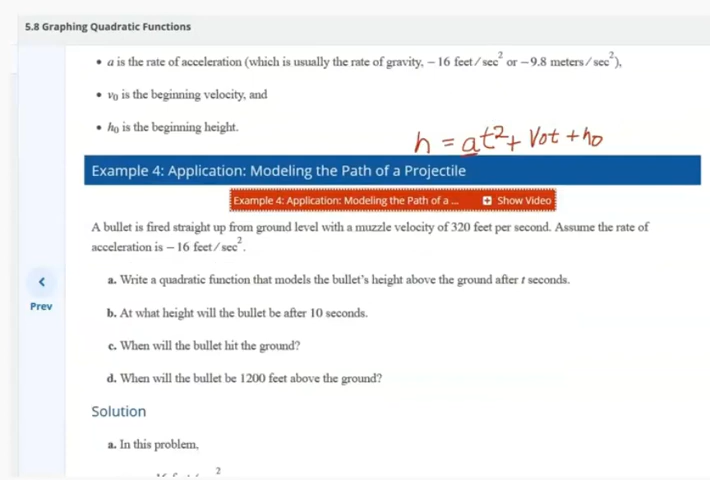 5.8 Graphing Quadratic Functions
• a is the rate of acceleration (which is usually the rate of gravity, − 16 feet/sec² or −9.8 meters/sec²),
• v₀ is the beginning velocity, and
• h₀ is the beginning height.
h = at² + V₀t + h₀
Example 4: Application: Modeling the Path of a Projectile
Example 4: Application: Modeling the Path of a ... Show Video
A bullet is fired straight up from ground level with a muzzle velocity of 320 feet per second. Assume the rate of
acceleration is − 16 feet/sec².
a. Write a quadratic function that models the bullet's height above the ground after t seconds.
Prev
b. At what height will the bullet be after 10 seconds.
c. When will the bullet hit the ground?
d. When will the bullet be 1200 feet above the ground?
Solution
a. In this problem,